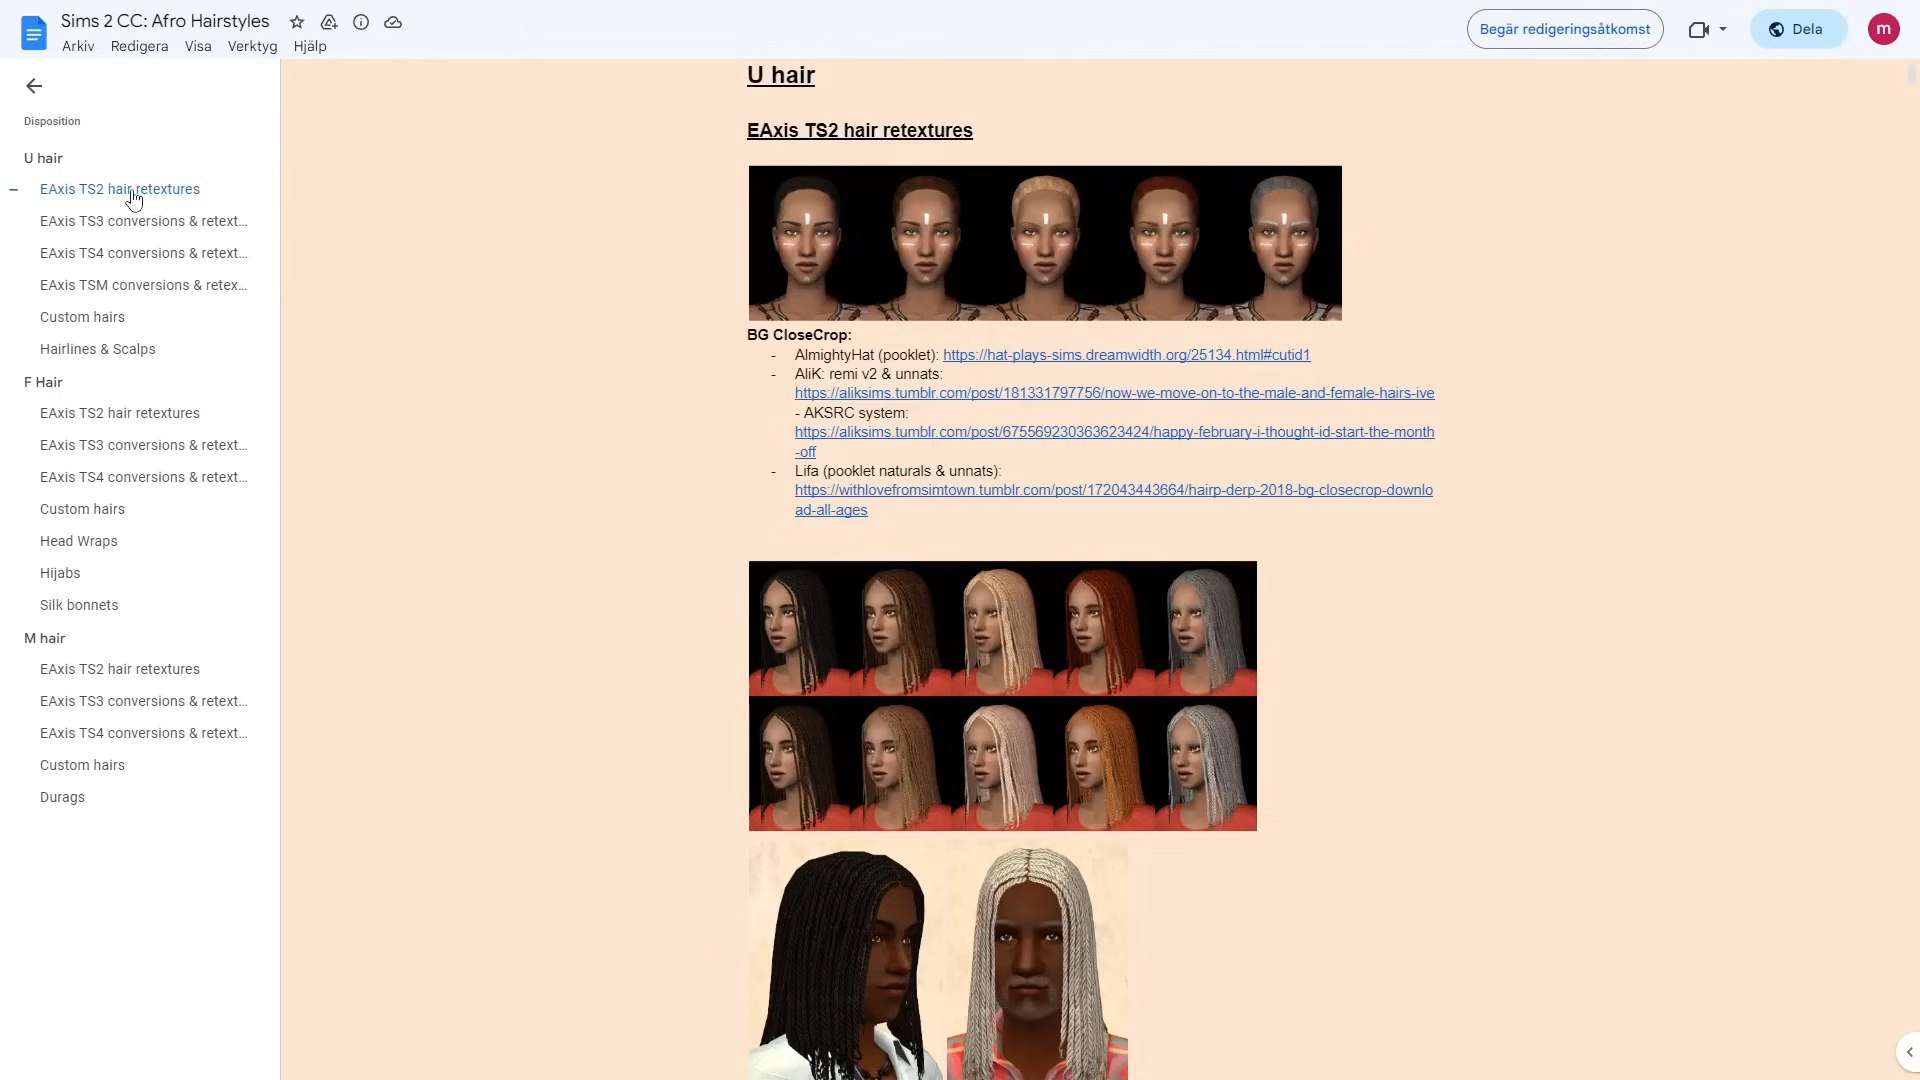 Sims 2 CC: Afro Hairstyles
Arkiv Redigera Visa Verktyg Hjälp
Begär redigeringsåtkomst
Dela
m
Disposition
U hair
EAxis TS2 hair retextures
EAxis TS3 conversions & retext...
EAxis TS4 conversions & retext...
EAxis TSM conversions & retex...
Custom hairs
Hairlines & Scalps
F Hair
EAxis TS2 hair retextures
EAxis TS3 conversions & retext...
EAxis TS4 conversions & retext...
Custom hairs
Head Wraps
Hijabs
Silk bonnets
M hair
EAxis TS2 hair retextures
EAxis TS3 conversions & retext...
EAxis TS4 conversions & retext...
Custom hairs
Durags
U hair
EAxis TS2 hair retextures
BG CloseCrop:
- AlmightyHat (pooklet): https://hat-plays-sims.dreamwidth.org/25134.html#cutid1
- AliK: remi v2 & unnats:
https://aliksims.tumblr.com/post/181331797756/now-we-move-on-to-the-male-and-female-hairs-ive
- AKSRC system:
https://aliksims.tumblr.com/post/675569230363623424/happy-february-i-thought-id-start-the-month
-off
- Lifa (pooklet naturals & unnats):
https://withlovefromsimtown.tumblr.com/post/172043443664/hairp-derp-2018-bg-closecrop-downlo
ad-all-ages